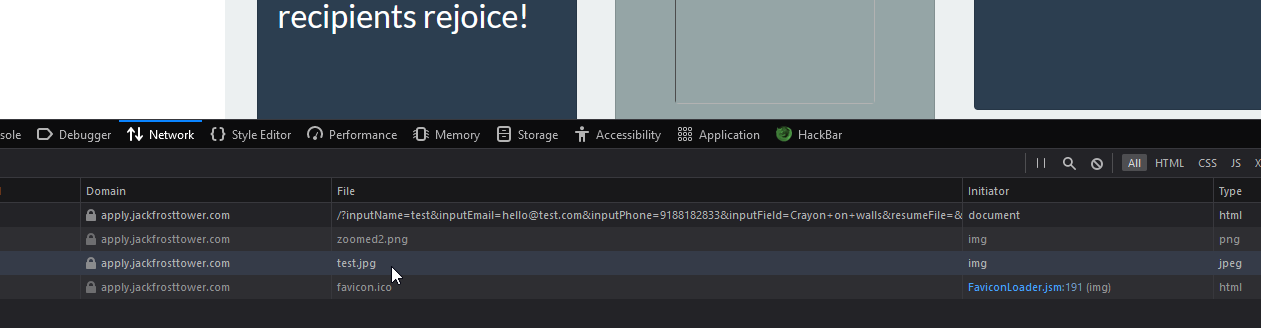 recipients rejoice!
sole Debugger Network Style Editor Performance Memory Storage Accessibility Application HackBar
All HTML CSS JS X
Domain File Initiator Type
apply.jackfrosttower.com /?inputName=test&inputEmail=hello@test.com&inputPhone=9188182833&inputField=Crayon+on+walls&resumeFile=& document html
apply.jackfrosttower.com zoomed2.png img png
apply.jackfrosttower.com test.jpg img jpeg
apply.jackfrosttower.com favicon.ico FaviconLoader.jsm:191 (img) html